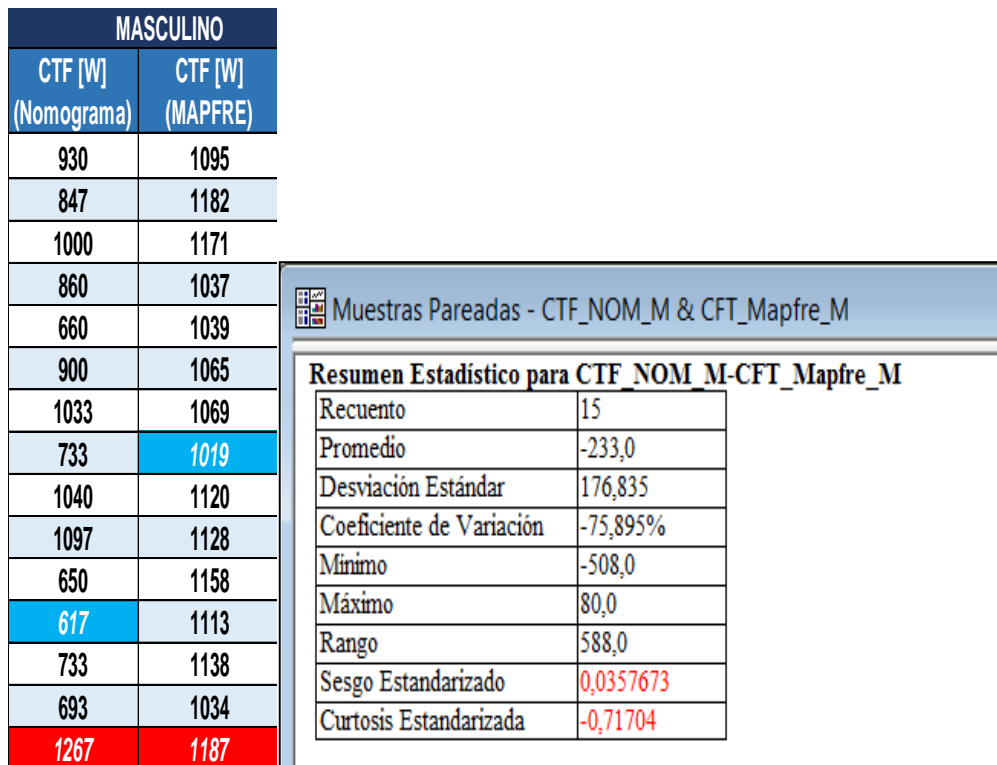 MASCULINO
CTF [W] (Nomograma) CTF [W] (MAPFRE)
930 1095
847 1182
1000 1171
860 1037
660 1039
900 1065
1033 1069
733 1019
1040 1120
1097 1128
650 1158
617 1113
733 1138
693 1034
1267 1187
Muestras Pareadas - CTF_NOM_M & CFT_Mapfre_M
Resumen Estadístico para CTF_NOM_M-CFT_Mapfre_M
Recuento 15
Promedio -233,0
Desviación Estándar 176,835
Coeficiente de Variación -75,895%
Mínimo -508,0
Máximo 80,0
Rango 588,0
Sesgo Estandarizado 0,0357673
Curtosis Estandarizada -0,71704